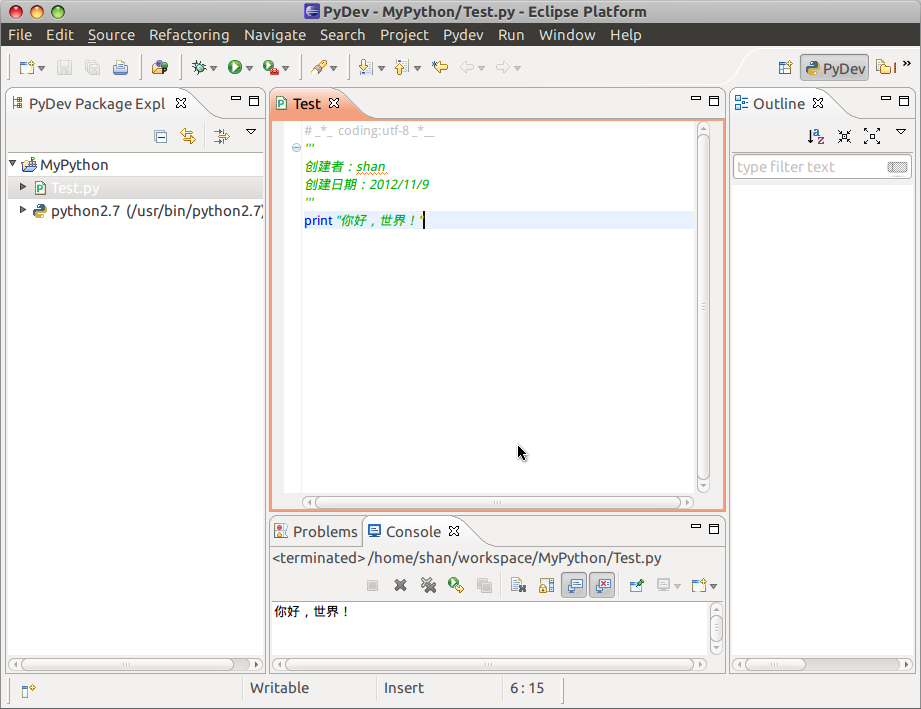 PyDev - MyPython/Test.py - Eclipse Platform
File Edit Source Refactoring Navigate Search Project Pydev Run Window Help
PyDev
PyDev Package Expl
Test
Outline
MyPython
Test.py
python2.7 (/usr/bin/python2.7)
# _*_ coding:utf-8 _*_
'''
创建者：shan
创建日期：2012/11/9
'''
print "你好，世界！"
type filter text
Problems Console
<terminated> /home/shan/workspace/MyPython/Test.py
你好，世界！
Writable Insert 6 : 15